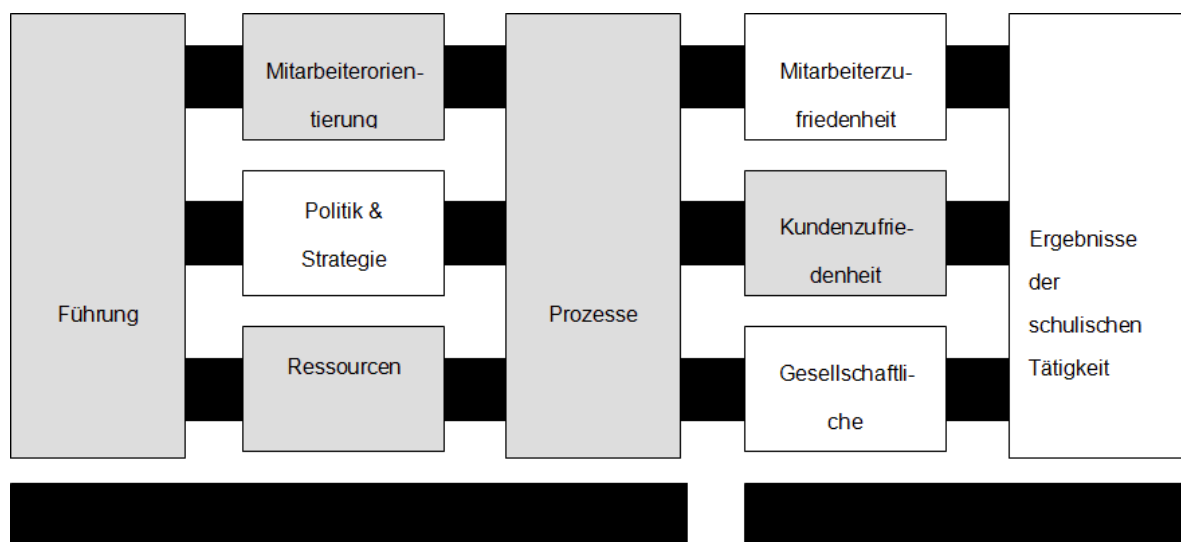 Führung
Mitarbeiterorien-
tierung
Politik &
Strategie
Ressourcen
Prozesse
Mitarbeiterzu-
friedenheit
Kundenzufrie-
denheit
Gesellschaftli-
che
Ergebnisse
der
schulischen
Tätigkeit